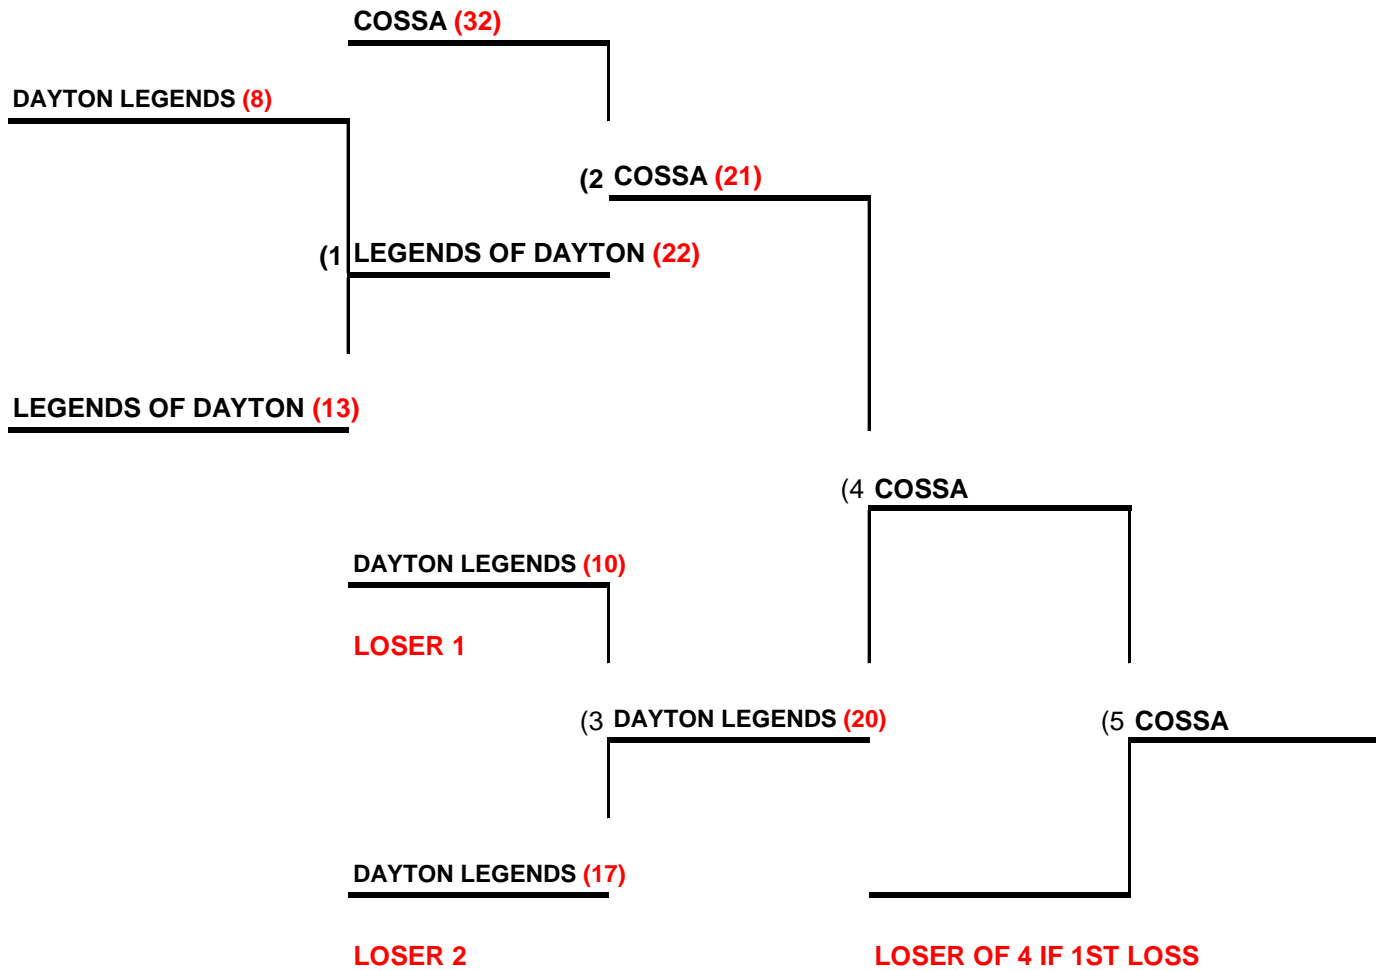 COSSA (32)
DAYTON LEGENDS (8)
(2 COSSA (21)
(1 LEGENDS OF DAYTON (22)
LEGENDS OF DAYTON (13)
(4 COSSA
DAYTON LEGENDS (10)
LOSER 1
(3 DAYTON LEGENDS (20)
(5 COSSA
DAYTON LEGENDS (17)
LOSER 2
LOSER OF 4 IF 1ST LOSS